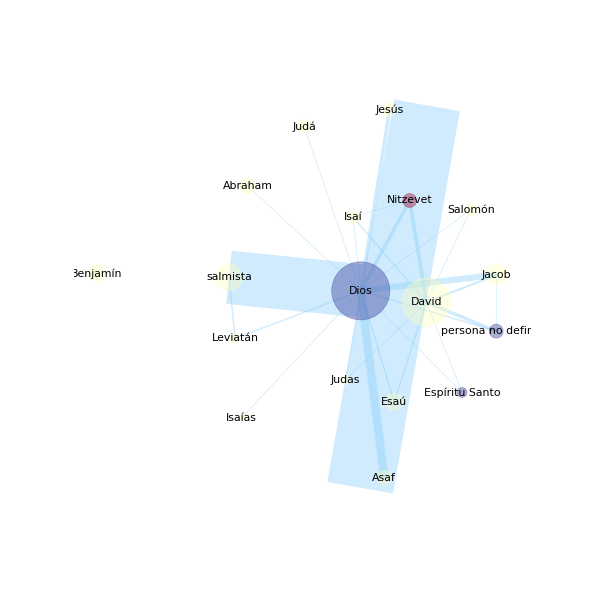 Jesús
Judá
Abraham
Nitzevet
Isaí
Salomón
Benjamín
salmista
Jacob
Dios
David
persona no defir
Leviatán
Judas
Espíritu Santo
Esaú
Isaías
Asaf